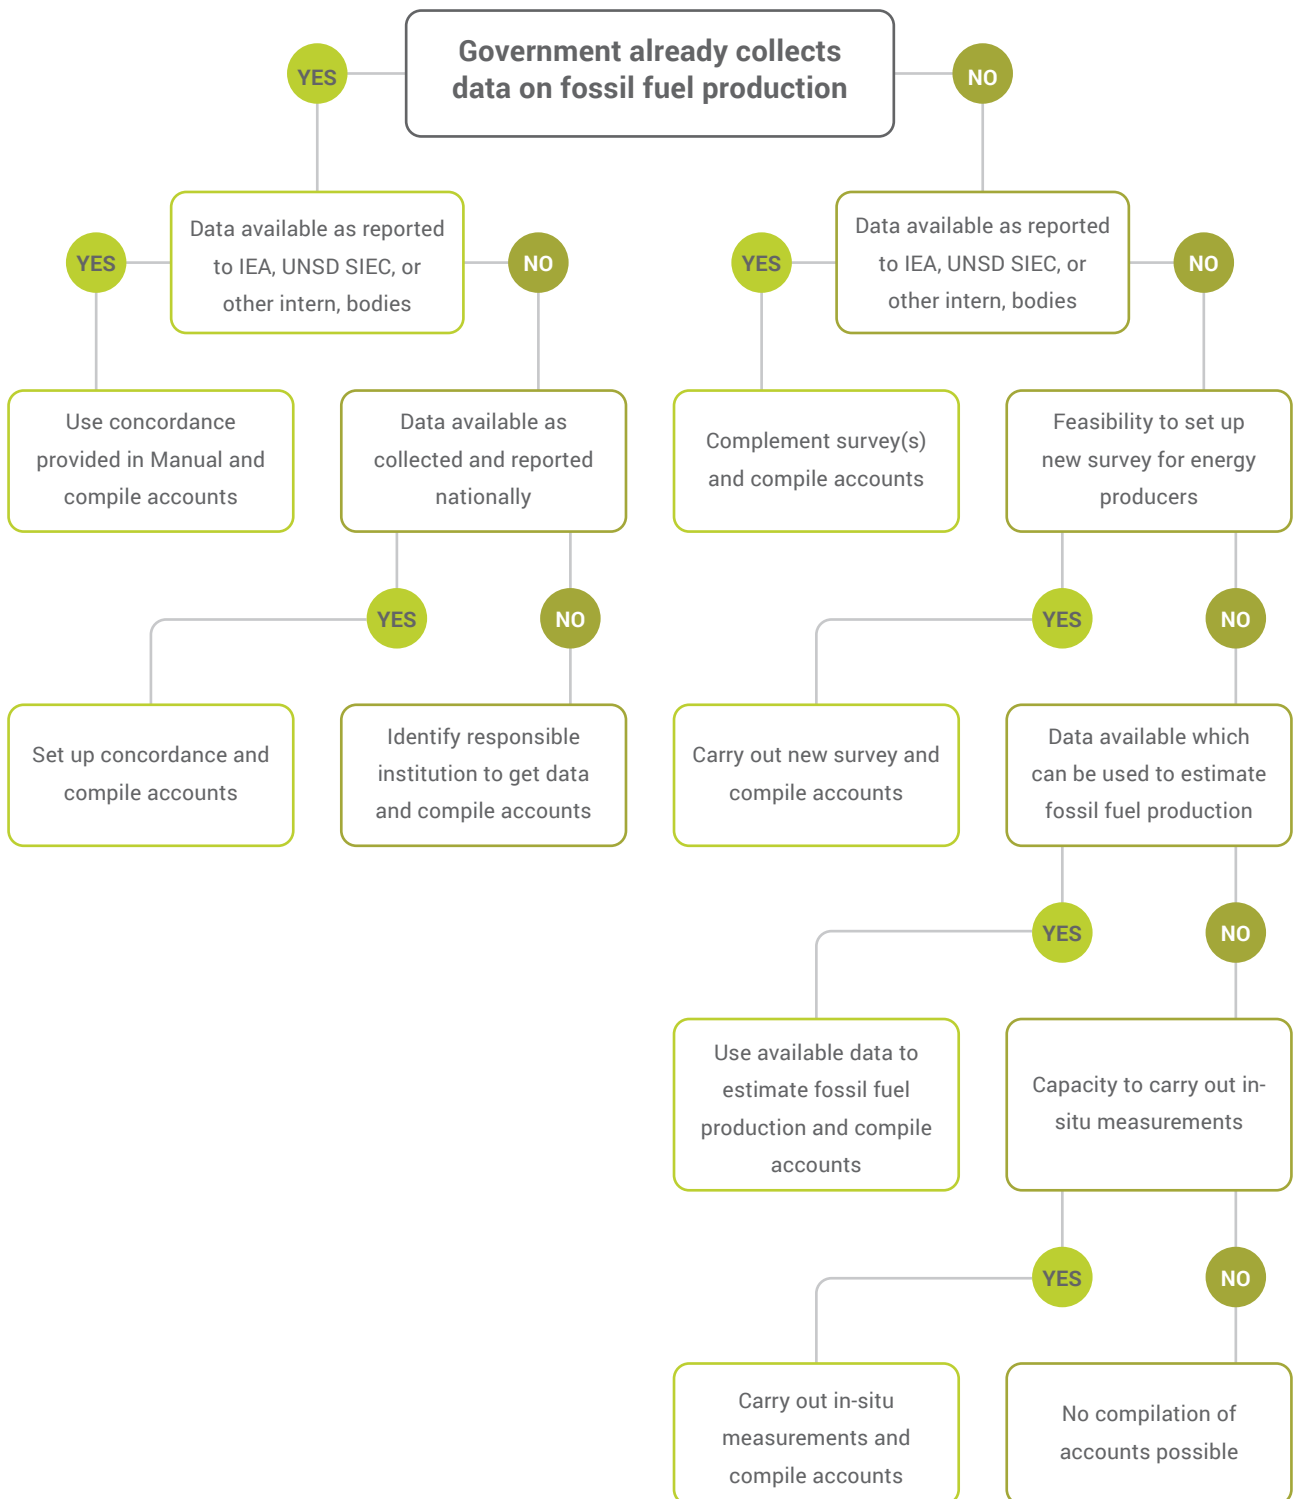 Government already collects
data on fossil fuel production
YES
NO
Data available as reported
to IEA, UNSD SIEC, or
other intern, bodies
Data available as reported
to IEA, UNSD SIEC, or
other intern, bodies
YES
NO
YES
NO
Use concordance
provided in Manual and
compile accounts
Data available as
collected and reported
nationally
Complement survey(s)
and compile accounts
Feasibility to set up
new survey for energy
producers
YES
NO
YES
NO
Set up concordance and
compile accounts
Identify responsible
institution to get data
and compile accounts
Carry out new survey and
compile accounts
Data available which
can be used to estimate
fossil fuel production
YES
NO
Use available data to
estimate fossil fuel
production and compile
accounts
Capacity to carry out in-
situ measurements
YES
NO
Carry out in-situ
measurements and
compile accounts
No compilation of
accounts possible